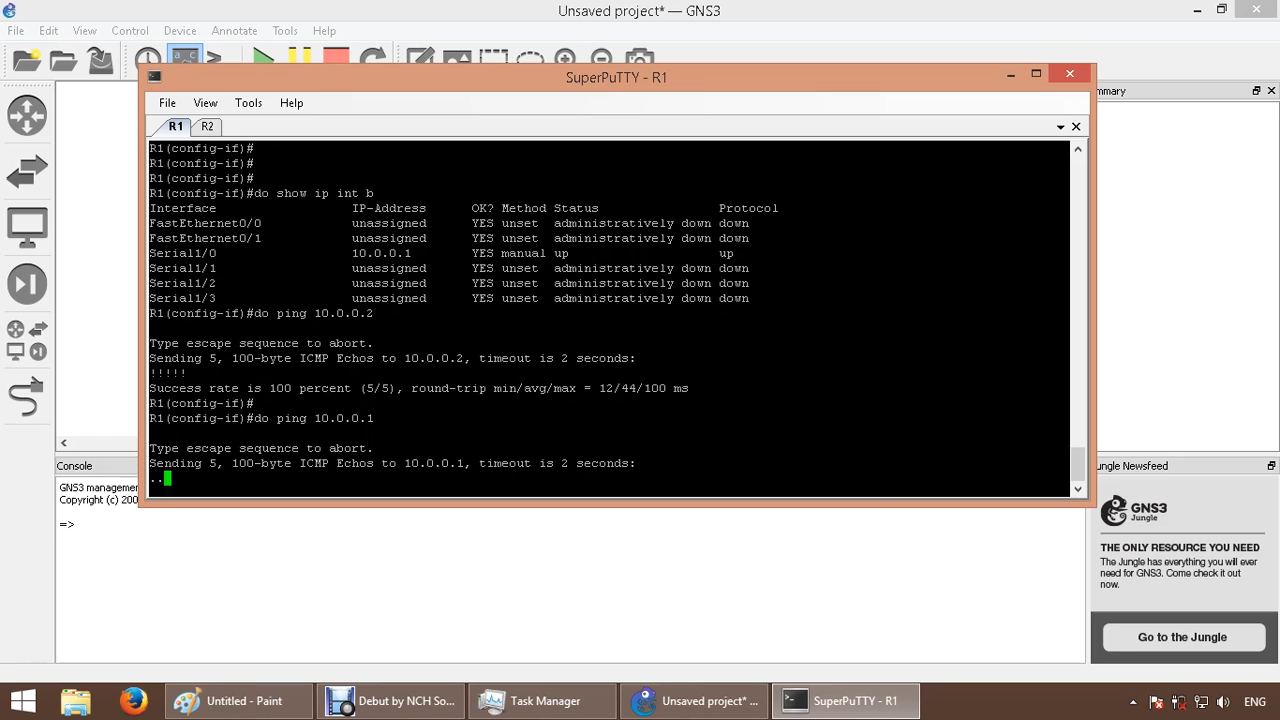 Unsaved project* — GNS3
File Edit View Control Device Annotate Tools Help
SuperPuTTY - R1
mmary
File View Tools Help
R1 R2
R1(config-if)#
R1(config-if)#
R1(config-if)#
R1(config-if)#do show ip int b
Interface IP-Address OK? Method Status Protocol
FastEthernet0/0 unassigned YES unset administratively down down
FastEthernet0/1 unassigned YES unset administratively down down
Serial1/0 10.0.0.1 YES manual up up
Serial1/1 unassigned YES unset administratively down down
Serial1/2 unassigned YES unset administratively down down
Serial1/3 unassigned YES unset administratively down down
R1(config-if)#do ping 10.0.0.2
Type escape sequence to abort.
Sending 5, 100-byte ICMP Echos to 10.0.0.2, timeout is 2 seconds:
!!!!!
Success rate is 100 percent (5/5), round-trip min/avg/max = 12/44/100 ms
R1(config-if)#
R1(config-if)#do ping 10.0.0.1
Type escape sequence to abort.
Sending 5, 100-byte ICMP Echos to 10.0.0.1, timeout is 2 seconds:
..
Console
GNS3 managemen
Copyright (c) 200
=>
ungle Newsfeed
GNS3
Jungle
THE ONLY RESOURCE YOU NEED
The Jungle has everything you will ever
need for GNS3. Come check it out
now.
Go to the Jungle
Untitled - Paint
Debut by NCH So...
Task Manager
Unsaved project* ...
SuperPuTTY - R1
ENG